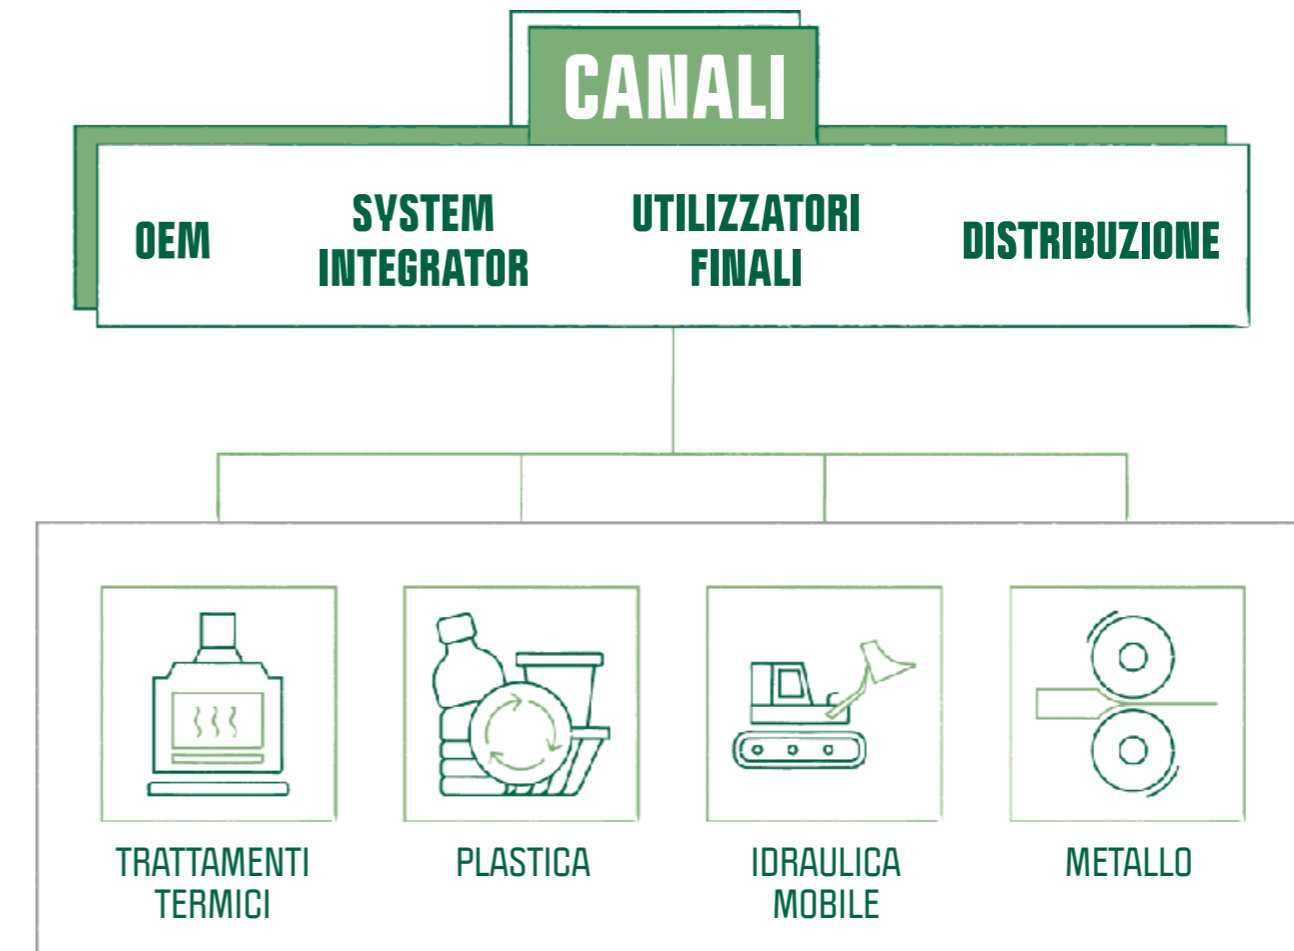 CANALI
OEM
SYSTEM
INTEGRATOR
UTILIZZATORI
FINALI
DISTRIBUZIONE
TRATTAMENTI
TERMICI
PLASTICA
IDRAULICA
MOBILE
METALLO